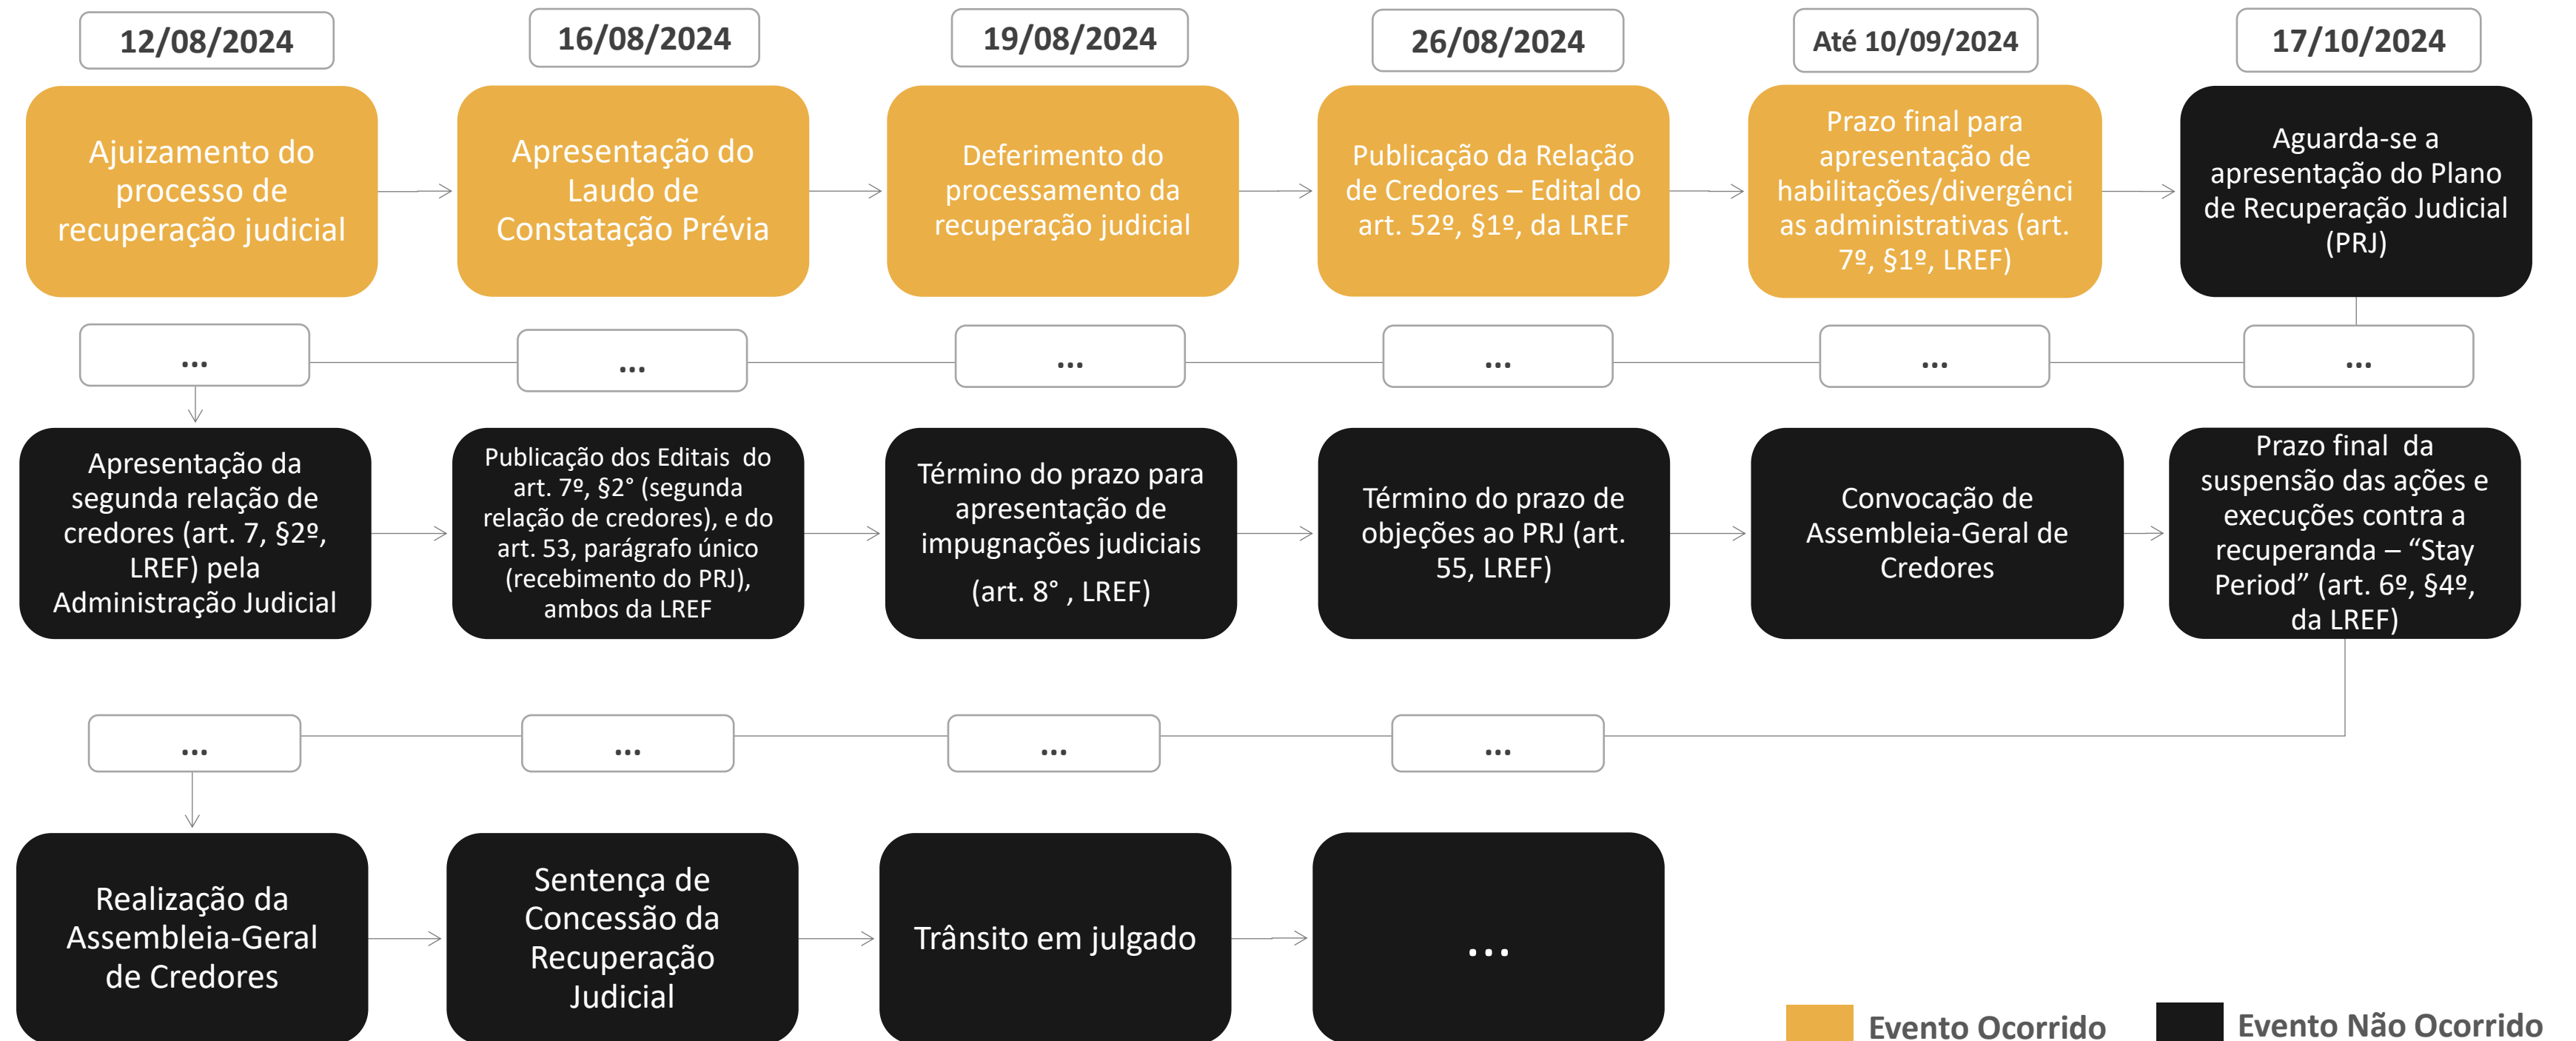 12/08/2024
16/08/2024
19/08/2024
26/08/2024
Até 10/09/2024
17/10/2024
Ajuizamento do
processo de
recuperação judicial
Apresentação do
Laudo de
Constatação Prévia
Deferimento do
processamento da
recuperação judicial
Publicação da Relação
de Credores – Edital do
art. 52º, §1º, da LREF
Prazo final para
apresentação de
habilitações/divergênci
as administrativas (art.
7º, §1º, LREF)
Aguarda-se a
apresentação do Plano
de Recuperação Judicial
(PRJ)
...
...
...
...
...
...
Apresentação da
segunda relação de
credores (art. 7, §2º,
LREF) pela
Administração Judicial
Publicação dos Editais do
art. 7º, §2° (segunda
relação de credores), e do
art. 53, parágrafo único
(recebimento do PRJ),
ambos da LREF
Término do prazo para
apresentação de
impugnações judiciais
(art. 8° , LREF)
Término do prazo de
objeções ao PRJ (art.
55, LREF)
Convocação de
Assembleia-Geral de
Credores
Prazo final da
suspensão das ações e
execuções contra a
recuperanda – “Stay
Period” (art. 6º, §4º,
da LREF)
...
...
...
...
Realização da
Assembleia-Geral
de Credores
Sentença de
Concessão da
Recuperação
Judicial
Trânsito em julgado
...
Evento Ocorrido
Evento Não Ocorrido